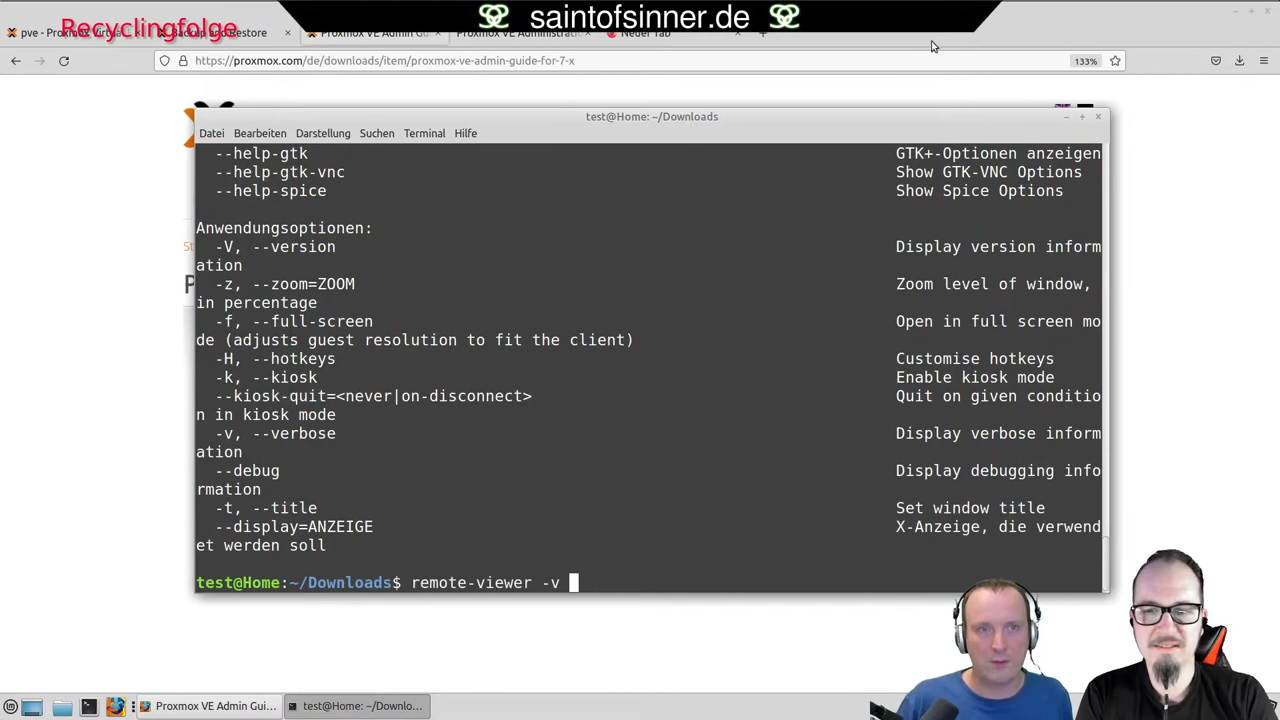 saintofsinner.de
Recyclingfolge
pve - Proxmox Virtual
Backup and Restore
Proxmox VE Admin Gu
Proxmox VE Administratio
Neuer Tab
https://proxmox.com/de/downloads/item/proxmox-ve-admin-guide-for-7-x
133%
test@Home: ~/Downloads
Datei Bearbeiten Darstellung Suchen Terminal Hilfe
--help-gtk GTK+-Optionen anzeigen
--help-gtk-vnc Show GTK-VNC Options
--help-spice Show Spice Options
Anwendungsoptionen:
-V, --version Display version inform
ation
-z, --zoom=ZOOM Zoom level of window,
in percentage
-f, --full-screen Open in full screen mo
de (adjusts guest resolution to fit the client)
-H, --hotkeys Customise hotkeys
-k, --kiosk Enable kiosk mode
--kiosk-quit=<never|on-disconnect> Quit on given conditio
n in kiosk mode
-v, --verbose Display verbose inform
ation
--debug Display debugging info
rmation
-t, --title Set window title
--display=ANZEIGE X-Anzeige, die verwend
et werden soll
test@Home:~/Downloads$ remote-viewer -v
Proxmox VE Admin Gui...
test@Home: ~/Downlo...